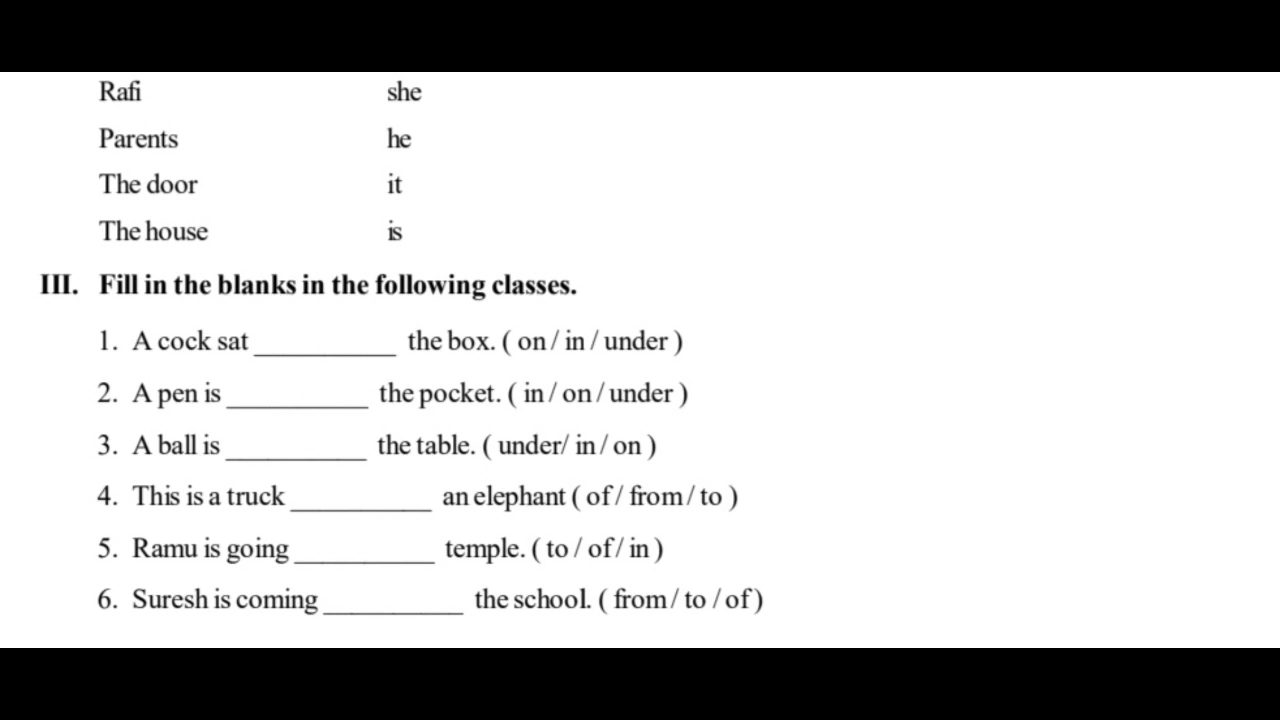 Rafi she
Parents he
The door it
The house is
III. Fill in the blanks in the following classes.
1. A cock sat __________ the box. ( on / in / under )
2. A pen is __________ the pocket. ( in / on / under )
3. A ball is __________ the table. ( under/ in / on )
4. This is a truck __________ an elephant ( of / from / to )
5. Ramu is going __________ temple. ( to / of / in )
6. Suresh is coming __________ the school. ( from / to / of )